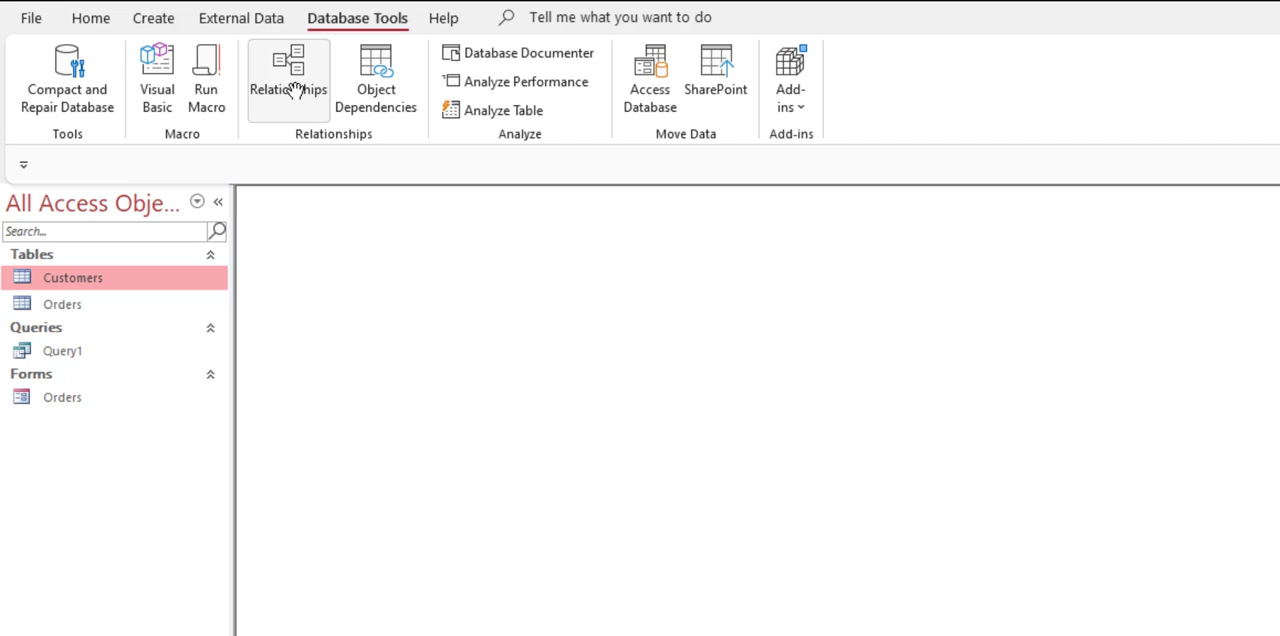 File Home Create External Data Database Tools Help Tell me what you want to do
Compact and Repair Database
Visual Basic
Run Macro
Relationships
Object Dependencies
Database Documenter
Analyze Performance
Analyze Table
Access Database
SharePoint
Add-ins
Tools Macro Relationships Analyze Move Data Add-ins
All Access Obje...
Search...
Tables
Customers
Orders
Queries
Query1
Forms
Orders